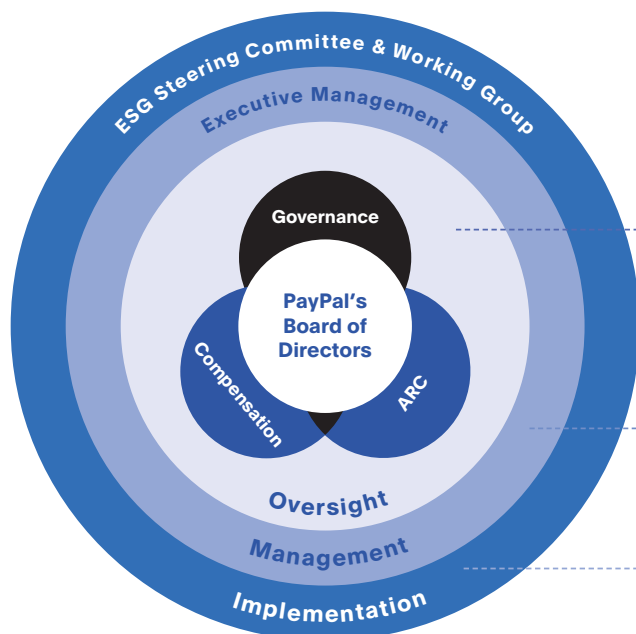 ESG Steering Committee & Working Group
Executive Management
Governance
PayPal's
Board of
Directors
Compensation
ARC
Oversight
Management
Implementation